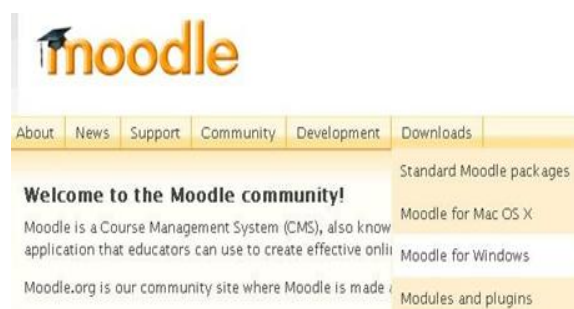 moodle
About News Support Community Development Downloads
Standard Moodle packages
Moodle for Mac OS X
Moodle for Windows
Modules and plugins
Welcome to the Moodle community!
Moodle is a Course Management System (CMS), also know
application that educators can use to create effective onli
Moodle.org is our community site where Moodle is made